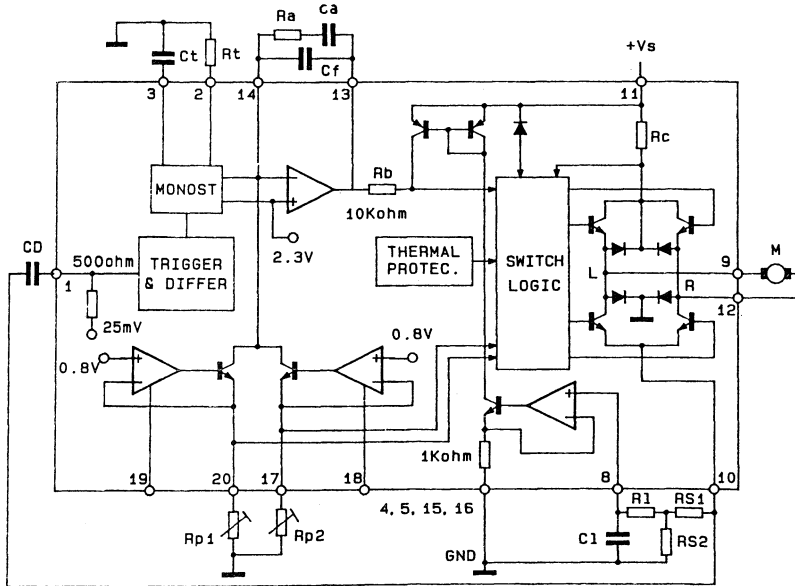 Ra
ca
Ct
Rt
Cf
+Vs
3
2
14
13
11
Rc
MONOST
Rb
10Kohm
2.3V
CD
500ohm
TRIGGER
& DIFFER
THERMAL
PROTEC.
SWITCH
LOGIC
L
R
9
M
12
1
25mV
0.8V
0.8V
1Kohm
19
20
17
18
4, 5, 15, 16
8
10
Rp1
Rp2
GND
Rl
RS1
Cl
RS2